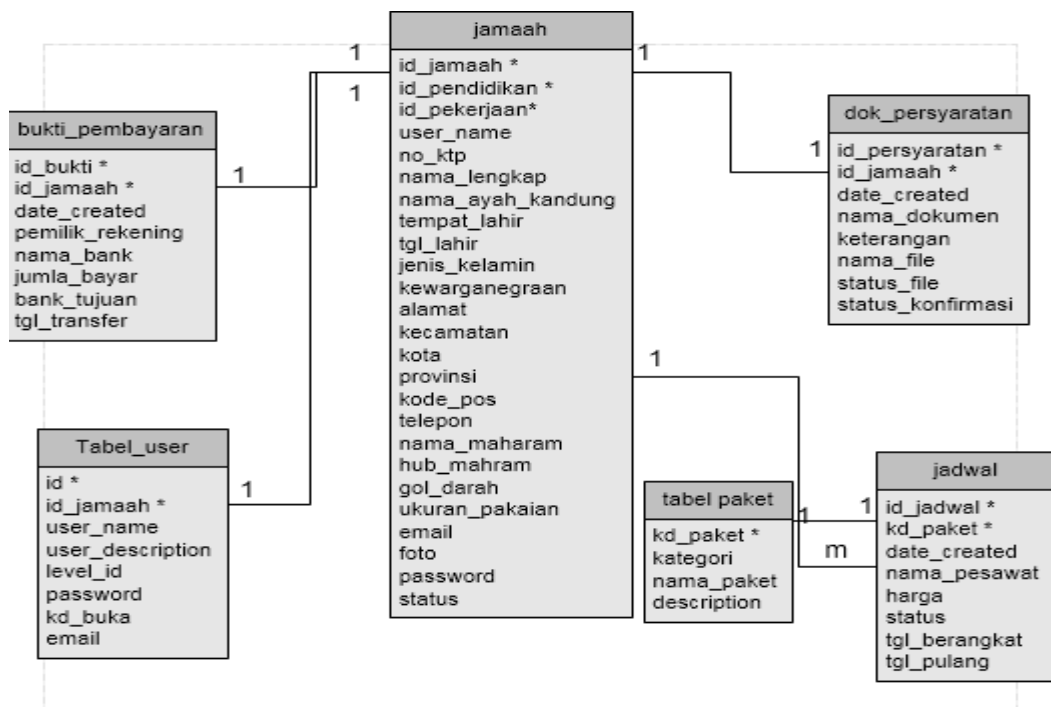 jamaah
id_jamaah *
id_pendidikan *
id_pekerjaan*
user_name
no_ktp
nama_lengkap
nama_ayah_kandung
tempat_lahir
tgl_lahir
jenis_kelamin
kewarganegraan
alamat
kecamatan
kota
provinsi
kode_pos
telepon
nama_maharam
hub_mahram
gol_darah
ukuran_pakaian
email
foto
password
status
1
1
1
1
bukti_pembayaran
id_bukti *
id_jamaah *
date_created
pemilik_rekening
nama_bank
jumla_bayar
bank_tujuan
tgl_transfer
1
Tabel_user
id *
id_jamaah *
user_name
user_description
level_id
password
kd_buka
email
1
dok_persyaratan
id_persyaratan *
id_jamaah *
date_created
nama_dokumen
keterangan
nama_file
status_file
status_konfirmasi
1
tabel paket
kd_paket *
kategori
nama_paket
description
1
1
m
jadwal
id_jadwal *
kd_paket *
date_created
nama_pesawat
harga
status
tgl_berangkat
tgl_pulang